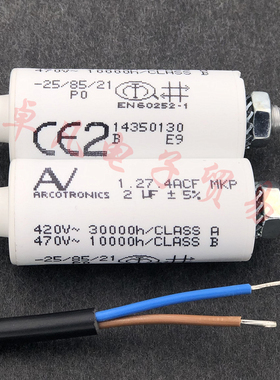 470V~ 10000h/CLASS B
-25/85/21
P0
EN60252-1
CE2
14350130
B
E9
AV
ARCOTRONICS
1.27.4ACF MKP
2 µF ± 5%
420V~ 30000h/CLASS A
470V~ 10000h/CLASS B
-25/85/21
P0